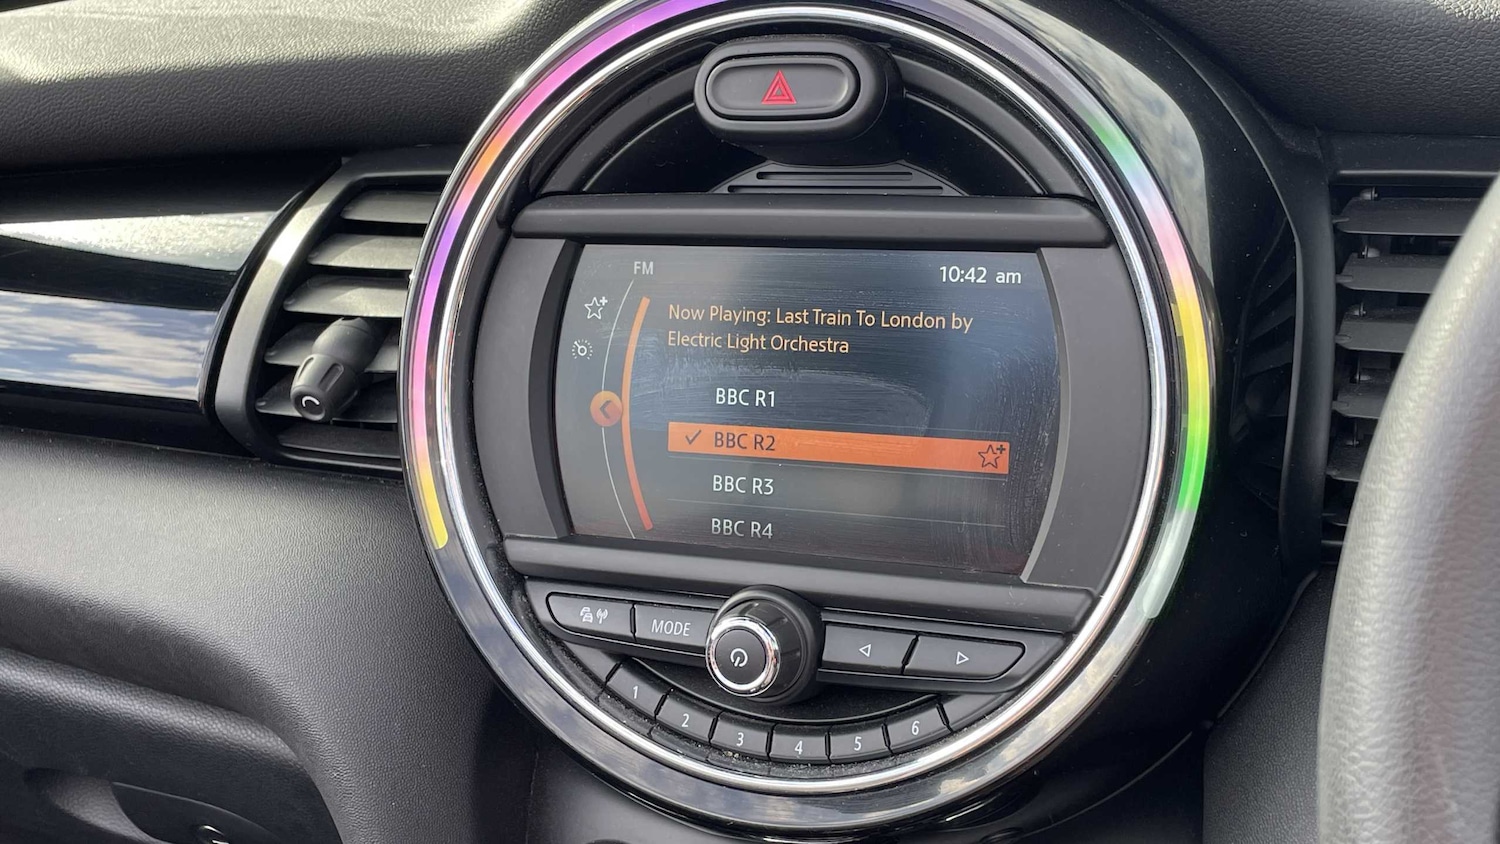 FM
10:42 am
Now Playing: Last Train To London by
Electric Light Orchestra
BBC R1
BBC R2
BBC R3
BBC R4
MODE
1
2
3
4
5
6